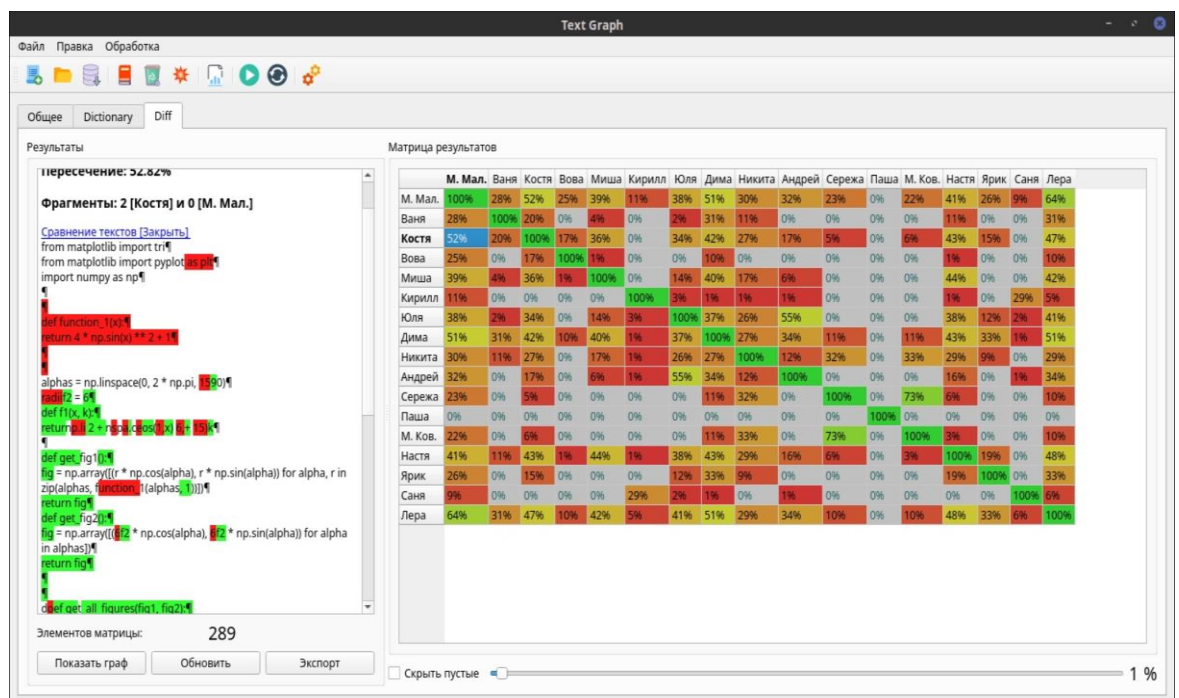 Text Graph
Файл Правка Обработка
Общее Dictionary Diff
Результаты
Пересечение: 52.82%
Фрагменты: 2 [Костя] и 0 [М. Мал.]
Сравнение текстов [Закрыть]
from matplotlib import tri¶
from matplotlib import pyplot as plt¶
import numpy as np¶
¶
¶
def function_1(x):¶
return 4 * np.sin(x) ** 2 + 1¶
¶
¶
alphas = np.linspace(0, 2 * np.pi, 1590)¶
def f1(x, k):¶
¶
def get_fig1():¶
fig = np.array([(r * np.cos(alpha), r * np.sin(alpha)) for alpha, r in
zip(alphas, function_1(alphas, 1))])¶
return fig¶
def get_fig2():¶
fig = np.array([(6f2 * np.cos(alpha), 6f2 * np.sin(alpha)) for alpha
in alphas])¶
return fig¶
¶
¶
Элементов матрицы: 289
Показать граф Обновить Экспорт
Матрица результатов
М. Мал. Ваня Костя Вова Миша Кирилл Юля Дима Никита Андрей Сережа Паша М. Ков. Настя Ярик Саня Лера
М. Мал. 100% 28% 52% 25% 39% 11% 38% 51% 30% 32% 23% 0% 22% 41% 26% 9% 64%
Ваня 28% 100% 20% 0% 4% 0% 2% 31% 11% 0% 0% 0% 0% 11% 0% 0% 31%
Костя 52% 20% 100% 17% 36% 0% 34% 42% 27% 17% 5% 0% 6% 43% 15% 0% 47%
Вова 25% 0% 17% 100% 1% 0% 0% 10% 0% 0% 0% 0% 0% 1% 0% 0% 10%
Миша 39% 4% 36% 1% 100% 0% 14% 40% 17% 6% 0% 0% 0% 44% 0% 0% 42%
Кирилл 11% 0% 0% 0% 0% 100% 3% 1% 1% 1% 0% 0% 0% 1% 0% 29% 5%
Юля 38% 2% 34% 0% 14% 3% 100% 37% 26% 55% 0% 0% 0% 38% 12% 2% 41%
Дима 51% 31% 42% 10% 40% 1% 37% 100% 27% 34% 11% 0% 11% 43% 33% 1% 51%
Никита 30% 11% 27% 0% 17% 1% 26% 27% 100% 12% 32% 0% 33% 29% 9% 0% 29%
Андрей 32% 0% 17% 0% 6% 1% 55% 34% 12% 100% 0% 0% 0% 16% 0% 1% 34%
Сережа 23% 0% 5% 0% 0% 0% 0% 11% 32% 0% 100% 0% 73% 6% 0% 0% 10%
Паша 0% 0% 0% 0% 0% 0% 0% 0% 0% 0% 0% 100% 0% 0% 0% 0% 0%
М. Ков. 22% 0% 6% 0% 0% 0% 0% 11% 33% 0% 73% 0% 100% 3% 0% 0% 10%
Настя 41% 11% 43% 1% 44% 1% 38% 43% 29% 16% 6% 0% 3% 100% 19% 0% 48%
Ярик 26% 0% 15% 0% 0% 0% 12% 33% 9% 0% 0% 0% 0% 19% 100% 0% 33%
Саня 9% 0% 0% 0% 0% 29% 2% 1% 0% 1% 0% 0% 0% 0% 0% 100% 6%
Лера 64% 31% 47% 10% 42% 5% 41% 51% 29% 34% 10% 0% 10% 48% 33% 6% 100%
Скрыть пустые 1 %